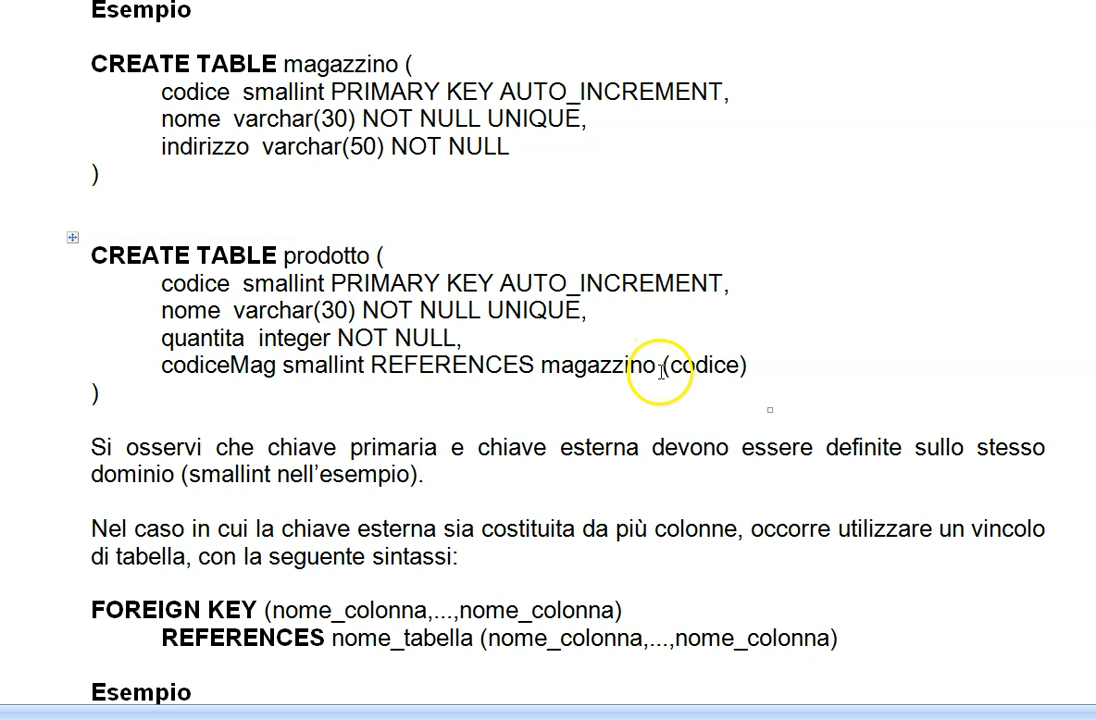 Esempio
CREATE TABLE magazzino (
codice smallint PRIMARY KEY AUTO_INCREMENT,
nome varchar(30) NOT NULL UNIQUE,
indirizzo varchar(50) NOT NULL
)
CREATE TABLE prodotto (
codice smallint PRIMARY KEY AUTO_INCREMENT,
nome varchar(30) NOT NULL UNIQUE,
quantita integer NOT NULL,
codiceMag smallint REFERENCES magazzino (codice)
)
Si osservi che chiave primaria e chiave esterna devono essere definite sullo stesso
dominio (smallint nell’esempio).
Nel caso in cui la chiave esterna sia costituita da più colonne, occorre utilizzare un vincolo
di tabella, con la seguente sintassi:
FOREIGN KEY (nome_colonna,...,nome_colonna)
REFERENCES nome_tabella (nome_colonna,...,nome_colonna)
Esempio